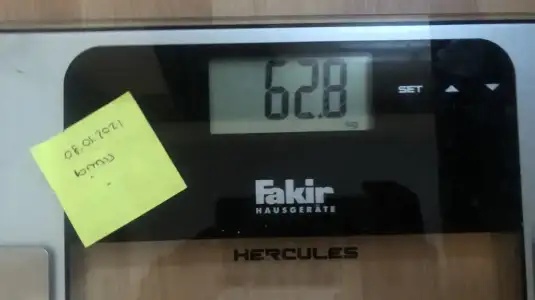 62.8
kg
SET
08.01.2021
Fakir
HAUSGERÄTE
HERCULES